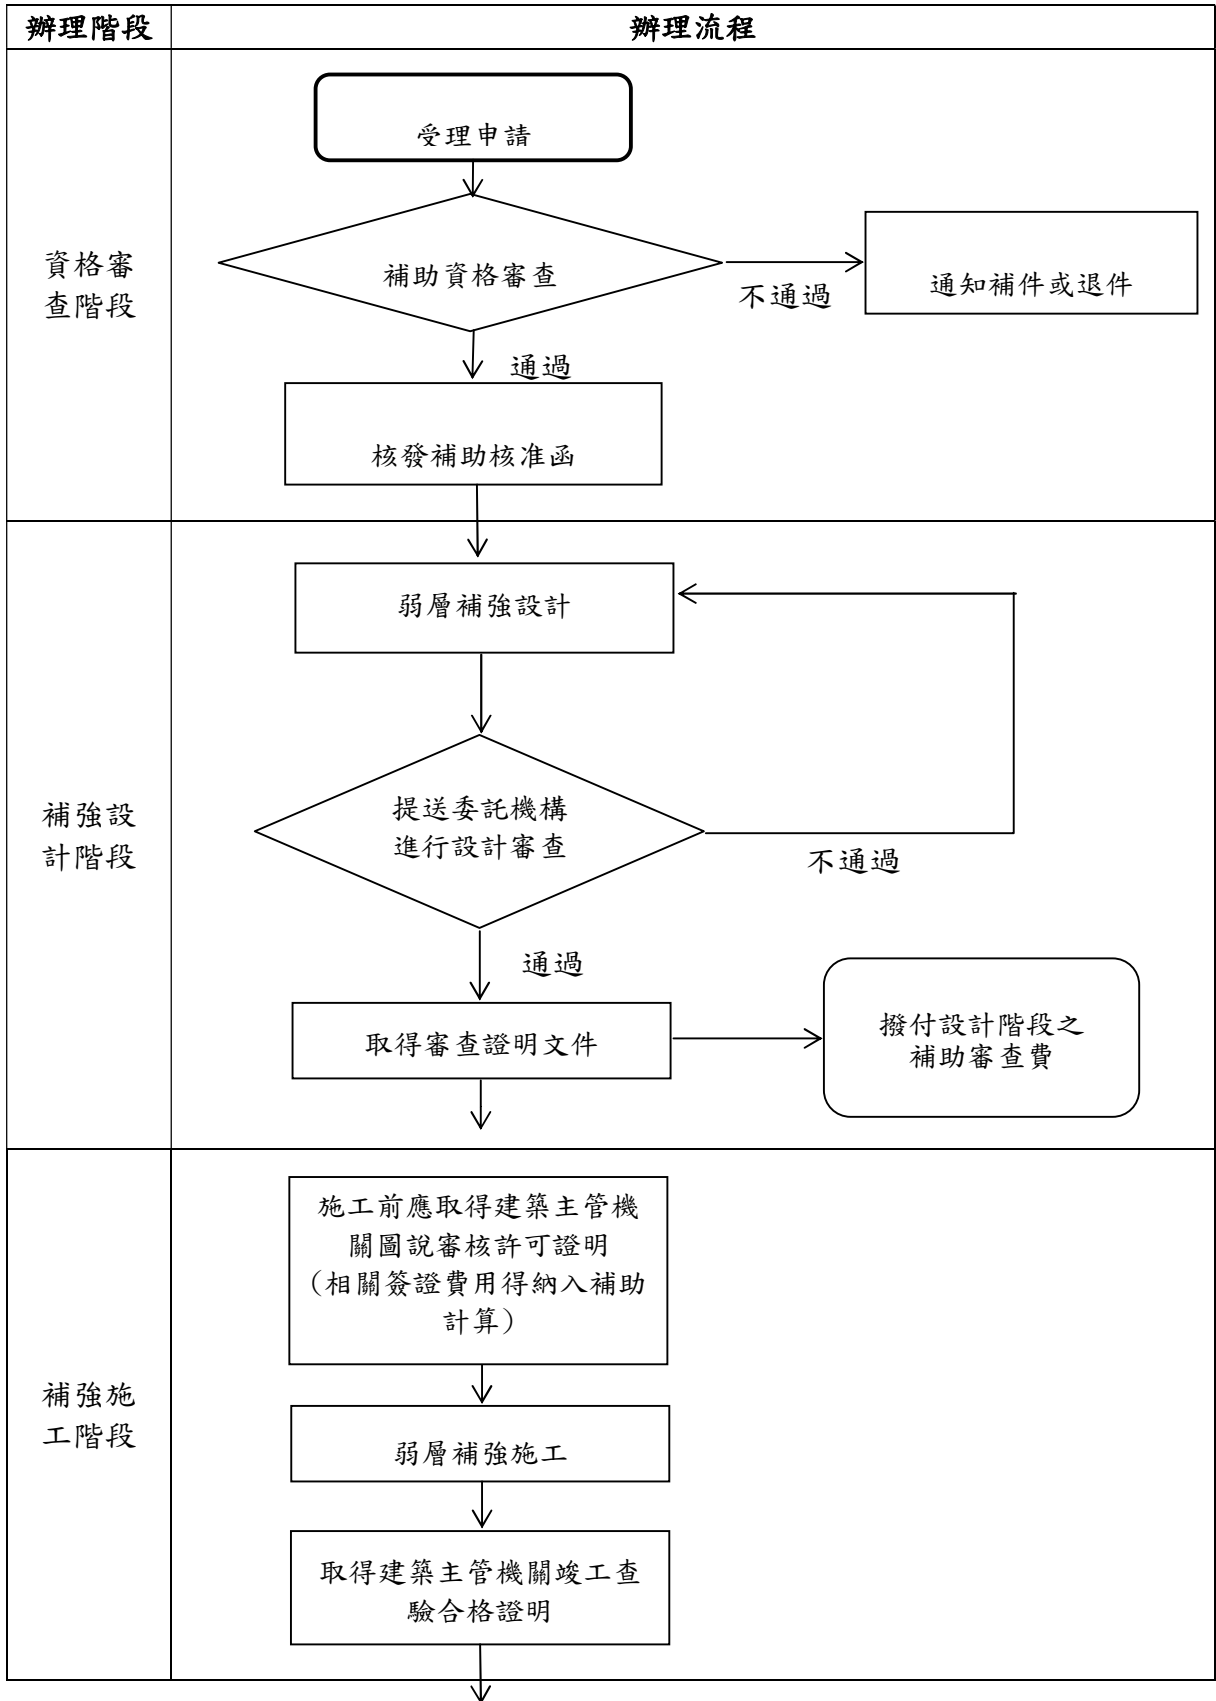 辦理階段
辦理流程
資格審
查階段
受理申請
補助資格審查
不通過
通知補件或退件
通過
核發補助核准函
補強設
計階段
弱層補強設計
提送委託機構
進行設計審查
不通過
通過
取得審查證明文件
撥付設計階段之
補助審查費
補強施
工階段
施工前應取得建築主管機
關圖說審核許可證明
(相關簽證費用得納入補助
計算)
弱層補強施工
取得建築主管機關竣工查
驗合格證明